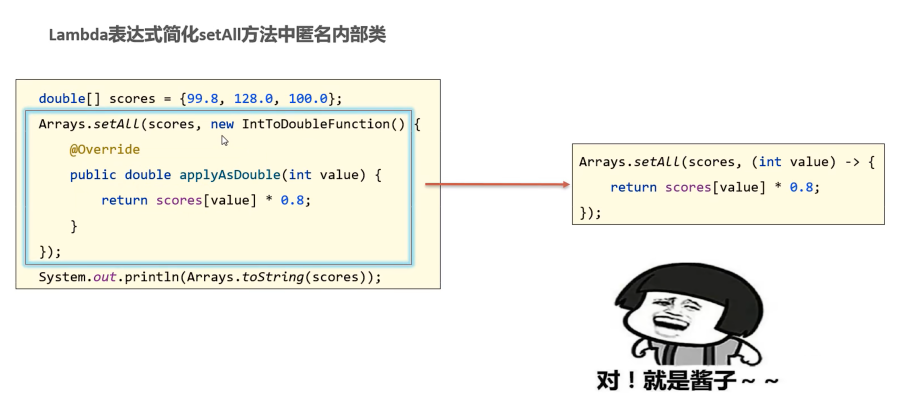 Lambda表达式简化setAll方法中匿名内部类
double[] scores = {99.8, 128.0, 100.0};
Arrays.setAll(scores, new IntToDoubleFunction() {
@Override
public double applyAsDouble(int value) {
return scores[value] * 0.8;
}
});
System.out.println(Arrays.toString(scores));
Arrays.setAll(scores, (int value) -> {
return scores[value] * 0.8;
});
对！就是酱子～～